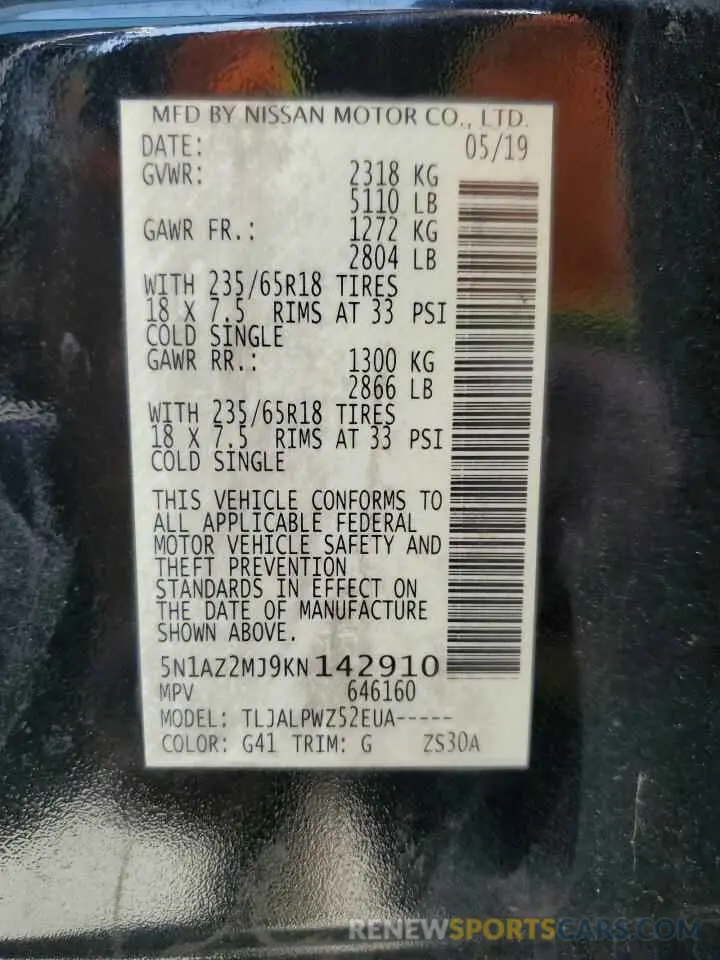 MFD BY NISSAN MOTOR CO., LTD.
DATE: 05/19
GVWR: 2318 KG
5110 LB
GAWR FR.: 1272 KG
2804 LB
WITH 235/65R18 TIRES
18 X 7.5 RIMS AT 33 PSI
COLD SINGLE
GAWR RR.: 1300 KG
2866 LB
WITH 235/65R18 TIRES
18 X 7.5 RIMS AT 33 PSI
COLD SINGLE
THIS VEHICLE CONFORMS TO
ALL APPLICABLE FEDERAL
MOTOR VEHICLE SAFETY AND
THEFT PREVENTION
STANDARDS IN EFFECT ON
THE DATE OF MANUFACTURE
SHOWN ABOVE.
5N1AZ2MJ9KN142910
MPV 646160
MODEL: TLJALPWZ52EUA-----
COLOR: G41 TRIM: G ZS30A
RENEWSPORTSCARS.COM